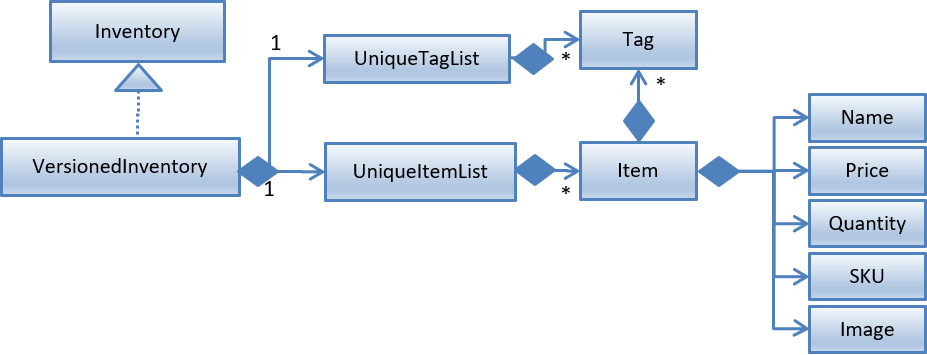 Inventory
1
UniqueTagList
*
Tag
*
VersionedInventory
1
UniqueItemList
*
Item
Name
Price
Quantity
SKU
Image